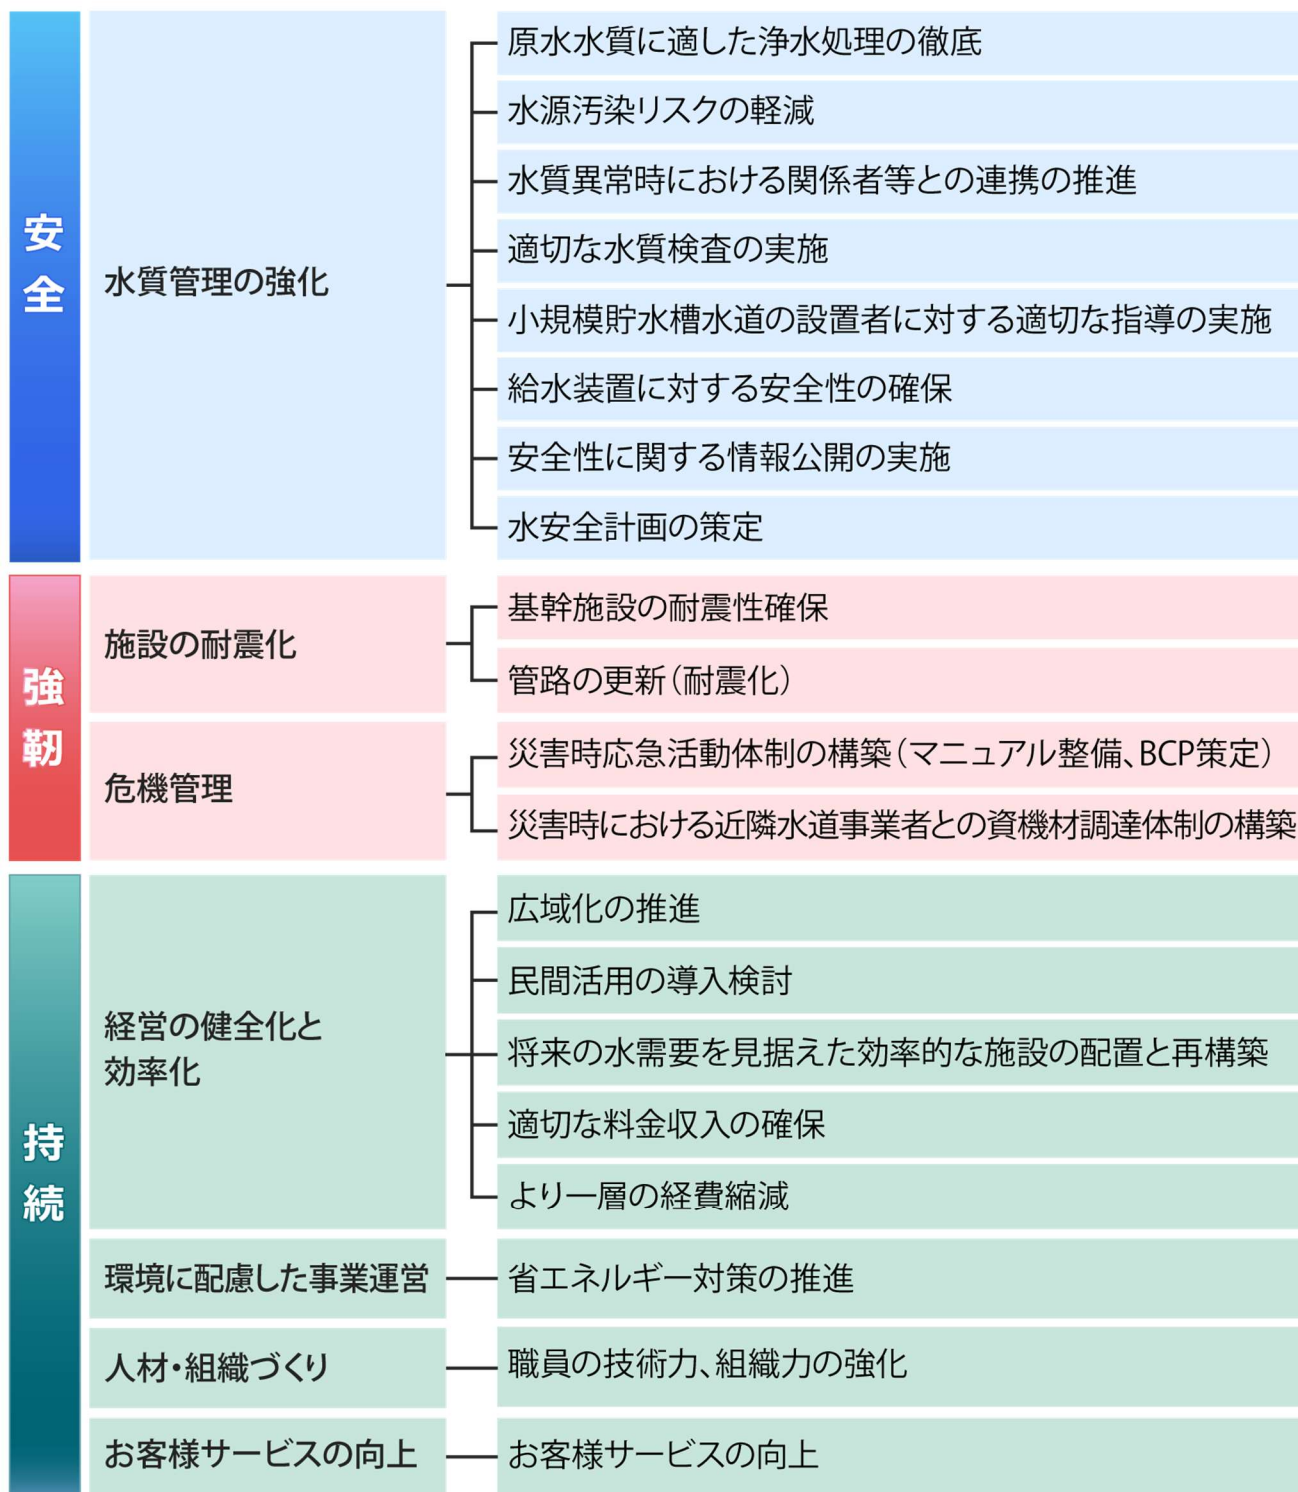 安全
水質管理の強化
原水水質に適した浄水処理の徹底
水源汚染リスクの軽減
水質異常時における関係者等との連携の推進
適切な水質検査の実施
小規模貯水槽水道の設置者に対する適切な指導の実施
給水装置に対する安全性の確保
安全性に関する情報公開の実施
水安全計画の策定
強靭
施設の耐震化
基幹施設の耐震性確保
管路の更新（耐震化）
危機管理
災害時応急活動体制の構築（マニュアル整備、BCP策定）
災害時における近隣水道事業者との資機材調達体制の構築
持続
経営の健全化と
効率化
広域化の推進
民間活用の導入検討
将来の水需要を見据えた効率的な施設の配置と再構築
適切な料金収入の確保
より一層の経費縮減
環境に配慮した事業運営
省エネルギー対策の推進
人材・組織づくり
職員の技術力、組織力の強化
お客様サービスの向上
お客様サービスの向上